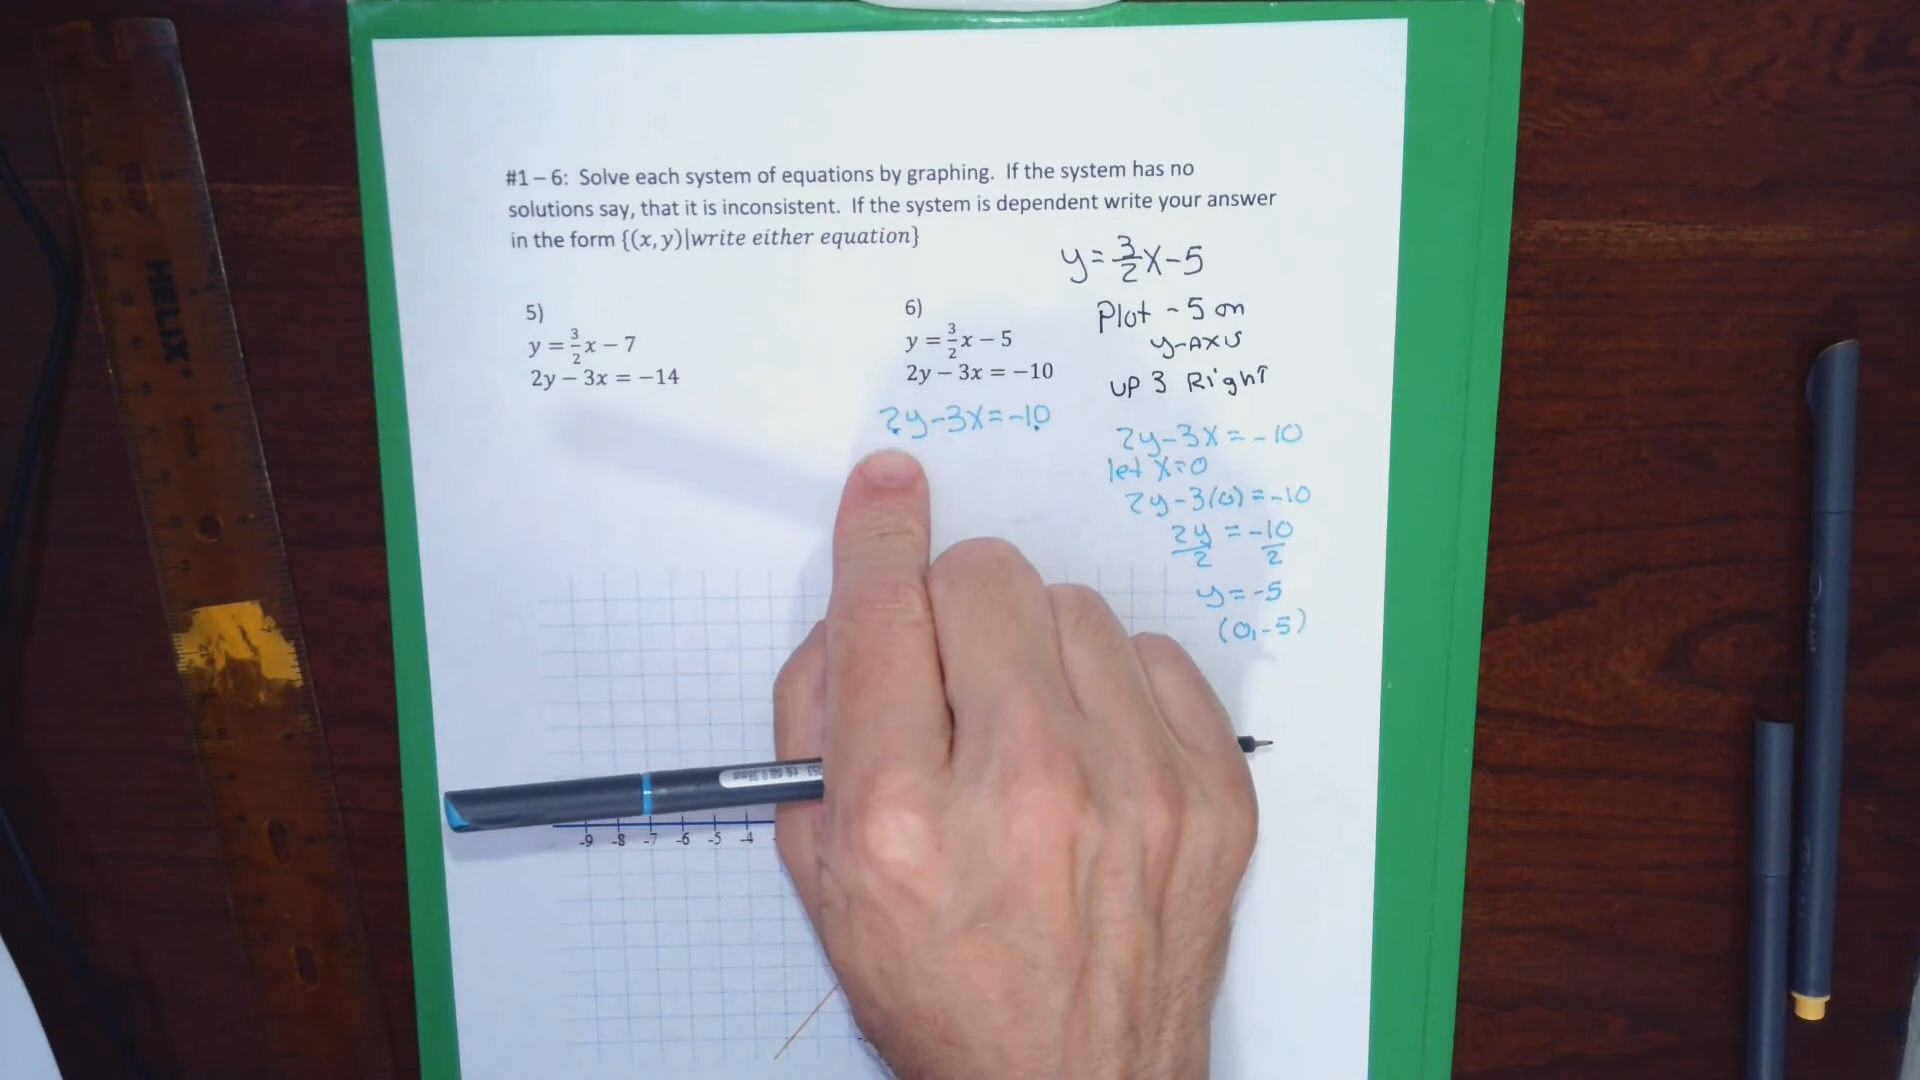 #1 – 6: Solve each system of equations by graphing. If the system has no
solutions say, that it is inconsistent. If the system is dependent write your answer
in the form {(x, y)|write either equation}
5)
y = 3/2 x − 7
2y − 3x = −14
6)
y = 3/2 x − 5
2y − 3x = −10
2y-3x=-10
y=3/2 x-5
Plot -5 on
y-Axis
up 3 Right
2y-3x=-10
let x=0
2y-3(0)=-10
2y/2 = -10/2
y=-5
(0,-5)
-9 -8 -7 -6 -5 -4
HELIX